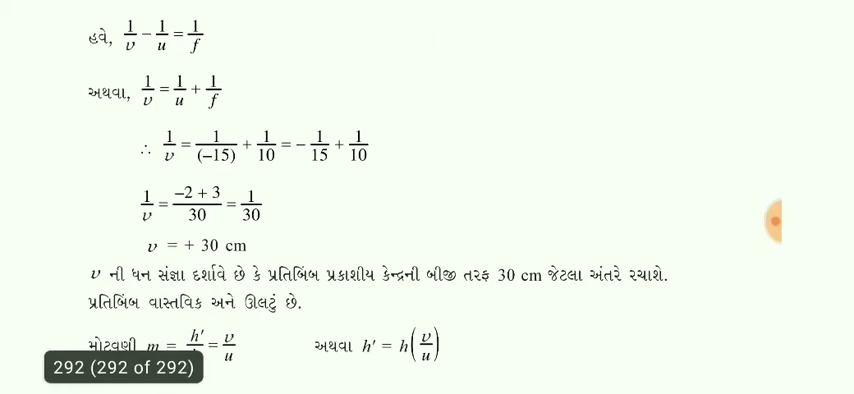 હવે, 1/v − 1/u = 1/f
અથવા, 1/v = 1/u + 1/f
∴ 1/v = 1/(−15) + 1/10 = − 1/15 + 1/10
1/v = (−2 + 3)/30 = 1/30
v = + 30 cm
v ની ધન સંજ્ઞા દર્શાવે છે કે પ્રતિબિંબ પ્રકાશીય કેન્દ્રની બીજી તરફ 30 cm જેટલા અંતરે રચાશે.
પ્રતિબિંબ વાસ્તવિક અને ઊલટું છે.
મોટવણી m = h′/ = v/u અથવા h′ = h(v/u)
292 (292 of 292)